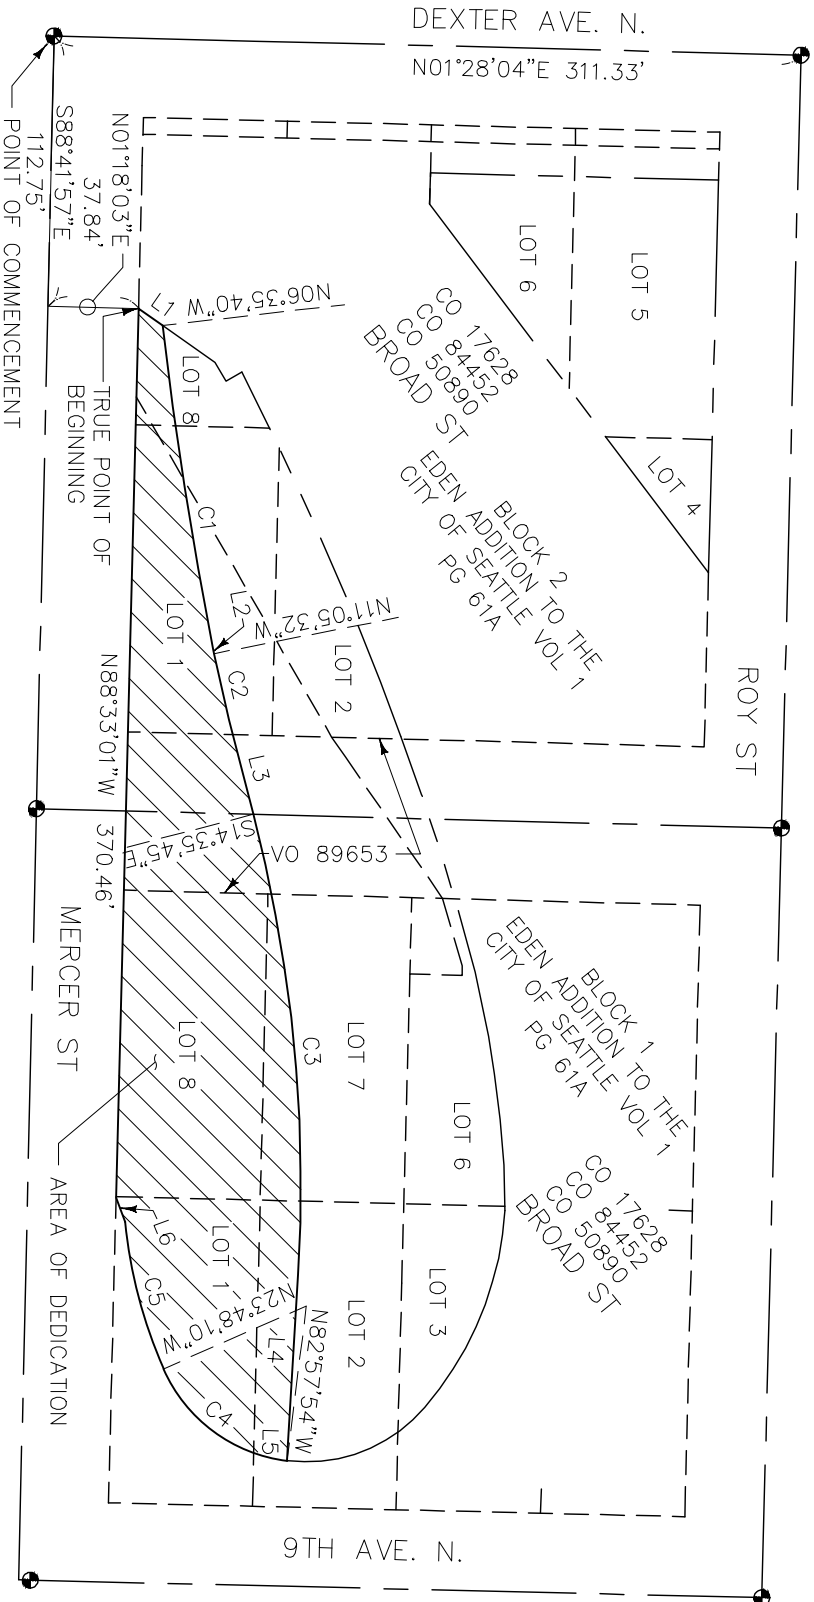 DEXTER AVE. N.
N01°28'04"E 311.33'
N01°18'03"E
37.84'
S88°41'57"E
112.75'
POINT OF COMMENCEMENT
TRUE POINT OF
BEGINNING
L1
N06°35'40"W
LOT 8
LOT 6
LOT 5
LOT 4
CO 17628
CO 84452
CO 50890
BROAD ST
BLOCK 2
EDEN ADDITION TO THE
CITY OF SEATTLE VOL 1
PG 61A
C1
L2
N11°05'32"W
LOT 1
LOT 2
C2
L3
ROY ST
N88°33'01"W 370.46'
S14°35'45"E
VO 89653
MERCER ST
BLOCK 1
EDEN ADDITION TO THE
CITY OF SEATTLE VOL 1
PG 61A
C3
LOT 8
LOT 7
LOT 6
CO 17628
CO 84452
CO 50890
BROAD ST
AREA OF DEDICATION
L6
LOT 1
LOT 2
LOT 3
C5
N23°48'10"W
L4
N82°57'54"W
C4
L5
9TH AVE. N.